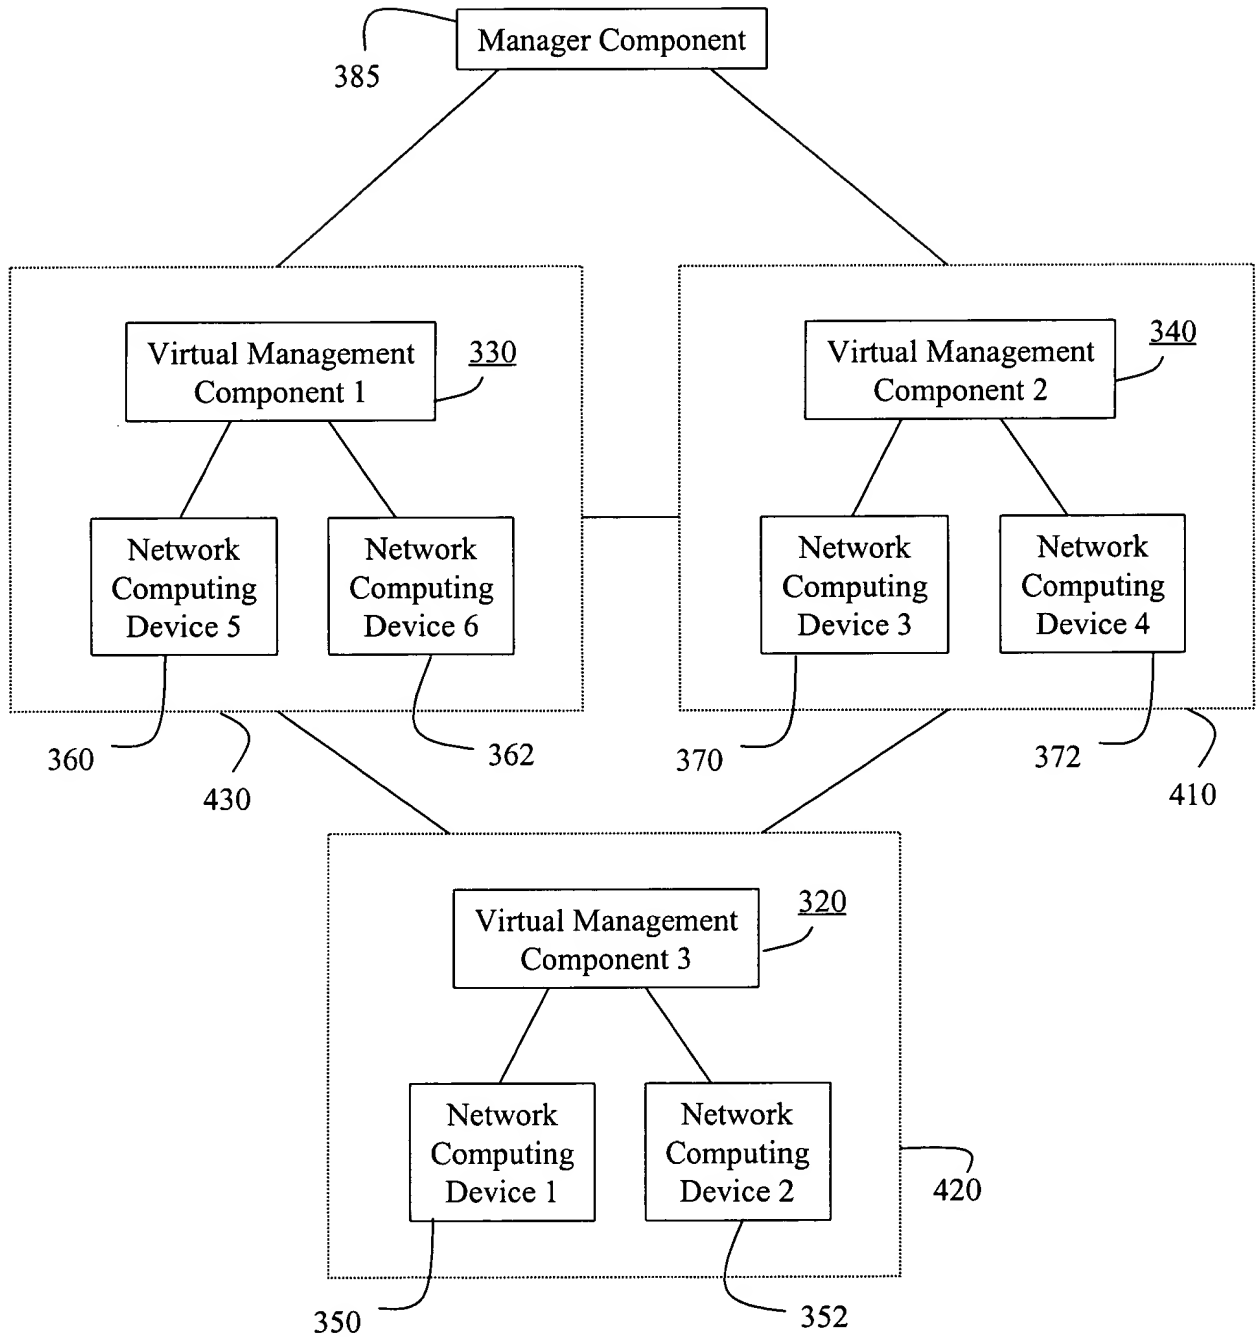 Manager Component
385
Virtual Management
Component 1
330
Virtual Management
Component 2
340
Network
Computing
Device 5
Network
Computing
Device 6
Network
Computing
Device 3
Network
Computing
Device 4
360
362
370
372
430
410
Virtual Management
Component 3
320
Network
Computing
Device 1
Network
Computing
Device 2
420
350
352